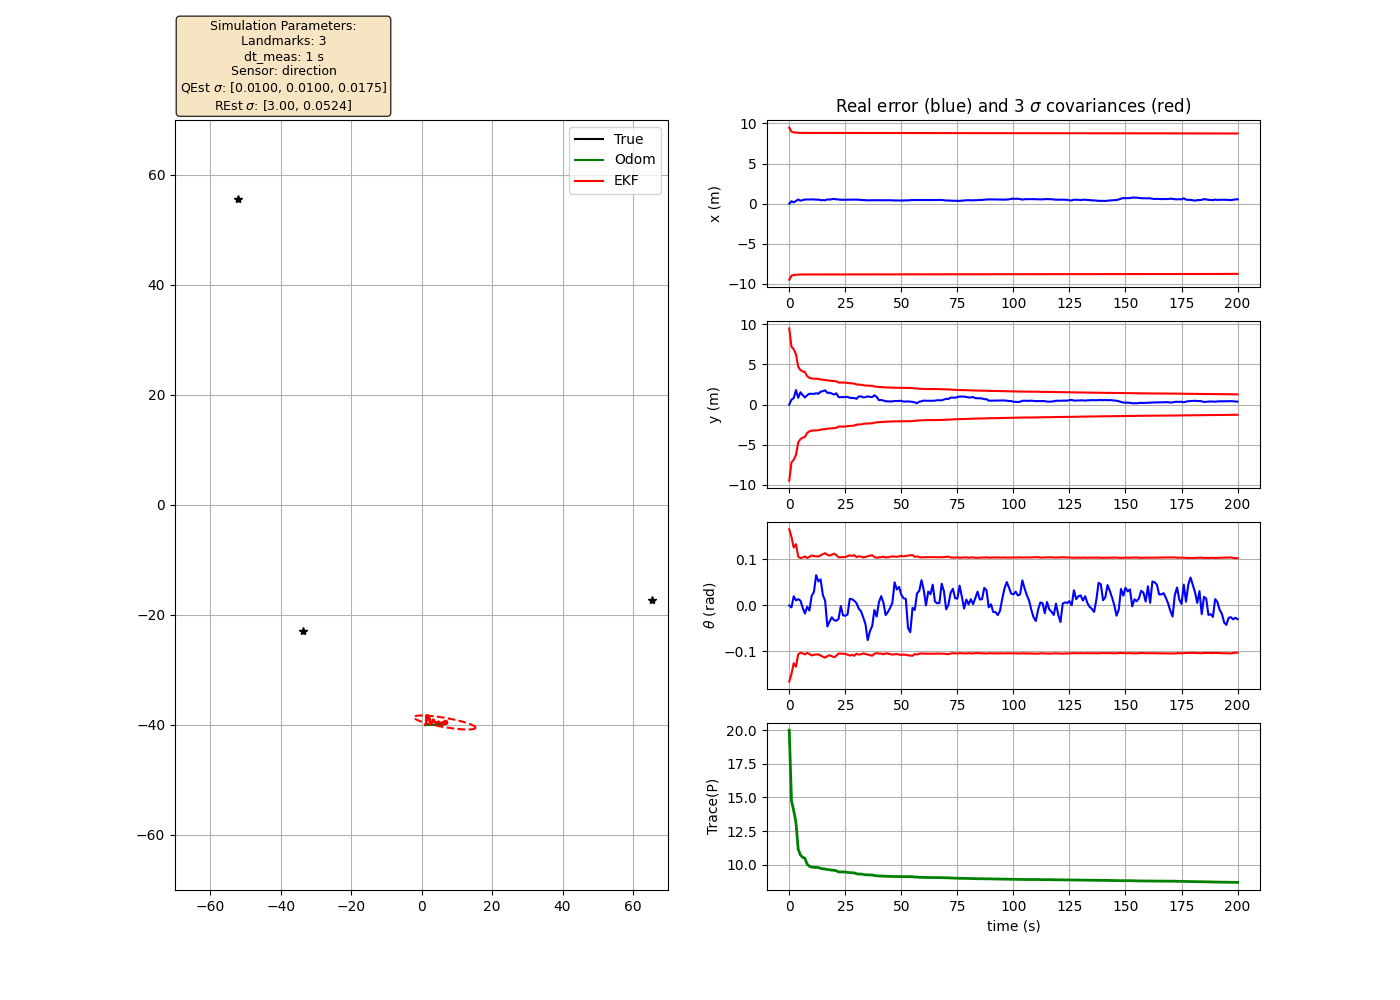 Simulation Parameters:
Landmarks: 3
dt_meas: 1 s
Sensor: direction
QEst σ: [0.0100, 0.0100, 0.0175]
REst σ: [3.00, 0.0524]
True
Odom
EKF
60
40
20
0
−20
−40
−60
−60 −40 −20 0 20 40 60
Real error (blue) and 3 σ covariances (red)
x (m)
10
5
0
−5
−10
0 25 50 75 100 125 150 175 200
y (m)
10
5
0
−5
−10
0 25 50 75 100 125 150 175 200
θ (rad)
0.1
0.0
−0.1
0 25 50 75 100 125 150 175 200
Trace(P)
20.0
17.5
15.0
12.5
10.0
0 25 50 75 100 125 150 175 200
time (s)